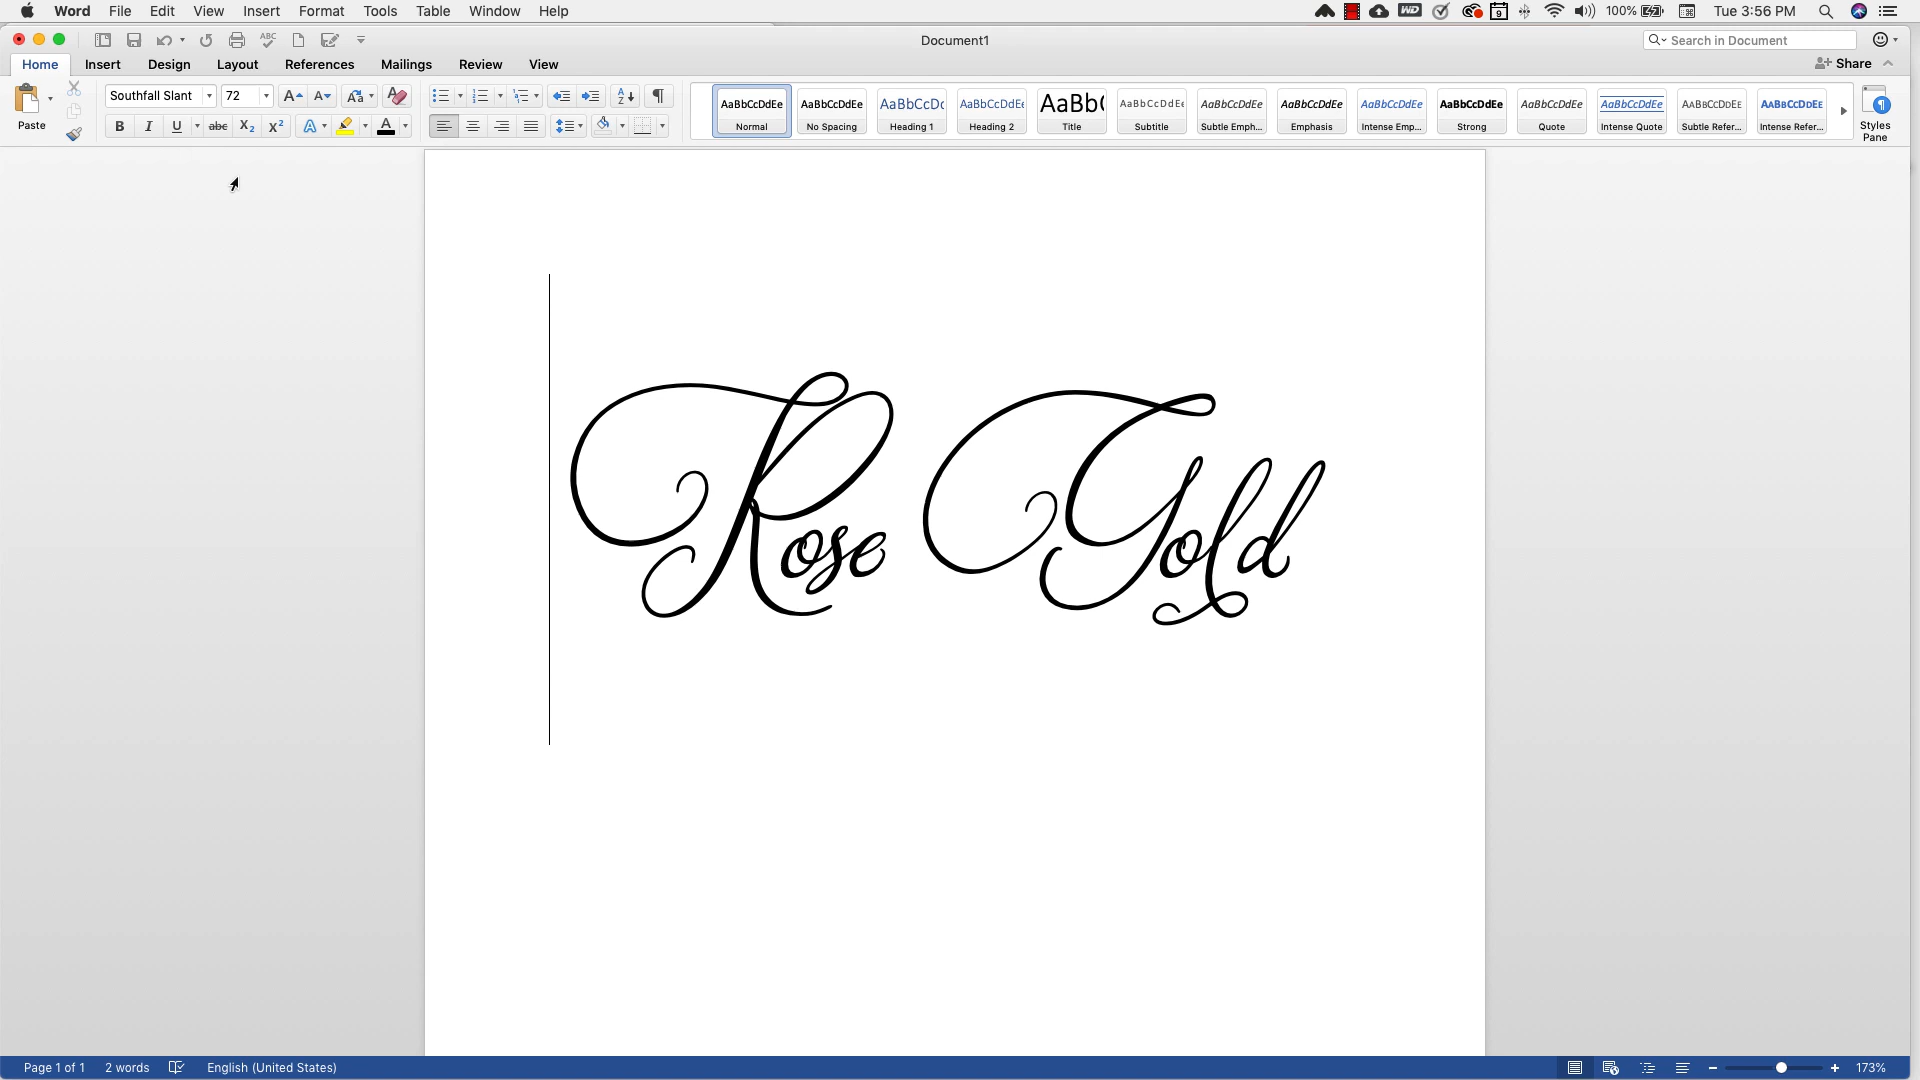 Word File Edit View Insert Format Tools Table Window Help WD 9 100% Tue 3:56 PM
Document1 Search in Document
Home Insert Design Layout References Mailings Review View Share
Paste Southfall Slant 72 A A Aa A A Z
AaBbCcDdEe AaBbCcDdEe AaBbCcDc AaBbCcDdEe AaBb( AaBbCcDdEe AaBbCcDdEe AaBbCcDdEe AaBbCcDdEe AaBbCcDdEe AaBbCcDdEe AaBbCcDdEe AaBbCcDdEe AaBbCcDdEe
B I U abc X2 X2 A A
Normal No Spacing Heading 1 Heading 2 Title Subtitle Subtle Emph... Emphasis Intense Emp... Strong Quote Intense Quote Subtle Refer... Intense Refer... Styles Pane
Rose Gold
Page 1 of 1 2 words English (United States) 173%